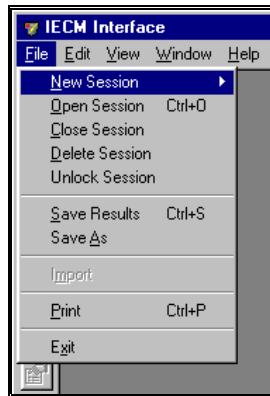 IECM Interface
File Edit View Window Help
New Session
Open Session Ctrl+O
Close Session
Delete Session
Unlock Session
Save Results Ctrl+S
Save As
Import
Print Ctrl+P
Exit